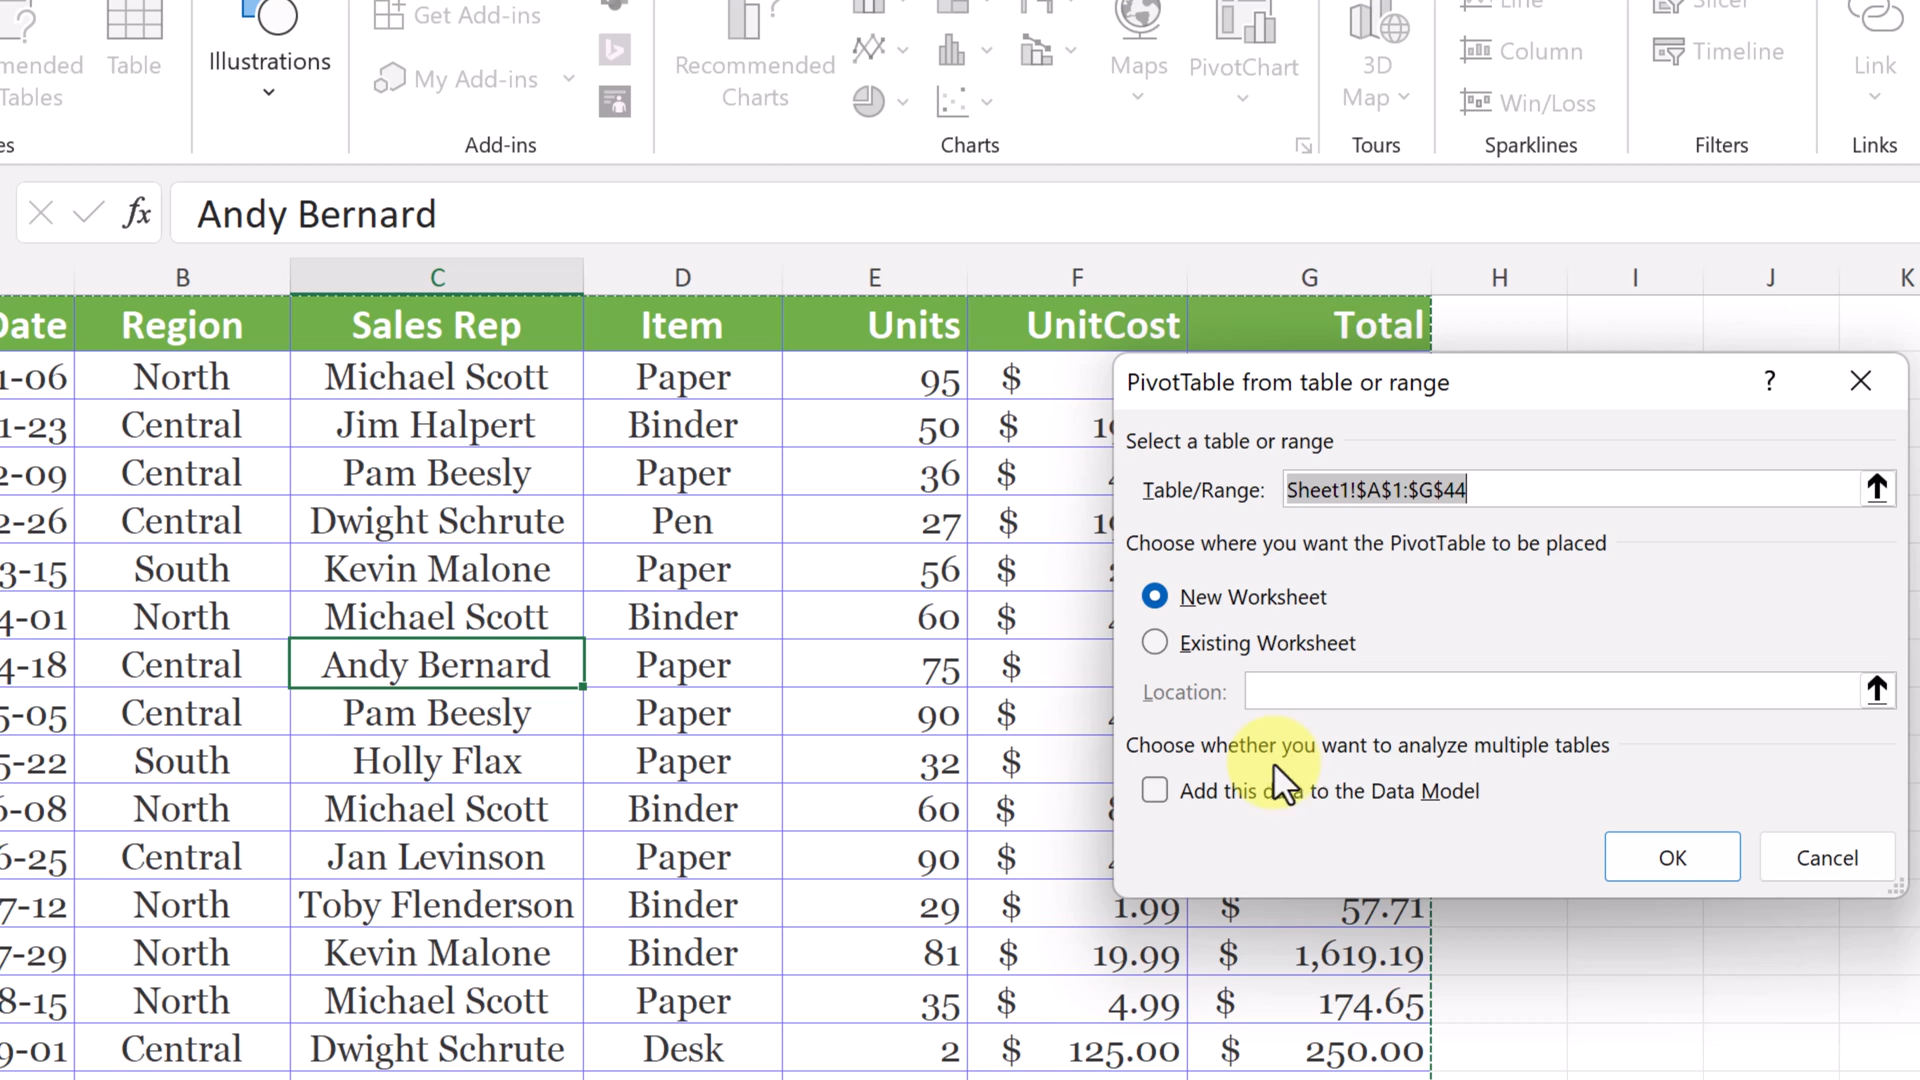 mended
Tables
Table
Illustrations
Get Add-ins
My Add-ins
Recommended
Charts
Maps
PivotChart
3D
Map
Line
Column
Win/Loss
Slicer
Timeline
Link
es
Add-ins
Charts
Tours
Sparklines
Filters
Links
fx Andy Bernard
B C D E F G H I J K
Date Region Sales Rep Item Units UnitCost Total
1-06 North Michael Scott Paper 95 $
1-23 Central Jim Halpert Binder 50 $
2-09 Central Pam Beesly Paper 36 $
2-26 Central Dwight Schrute Pen 27 $
3-15 South Kevin Malone Paper 56 $
4-01 North Michael Scott Binder 60 $
4-18 Central Andy Bernard Paper 75 $
5-05 Central Pam Beesly Paper 90 $
5-22 South Holly Flax Paper 32 $
6-08 North Michael Scott Binder 60 $
6-25 Central Jan Levinson Paper 90 $
7-12 North Toby Flenderson Binder 29 $ 1.99 $ 57.71
7-29 North Kevin Malone Binder 81 $ 19.99 $ 1,619.19
8-15 North Michael Scott Paper 35 $ 4.99 $ 174.65
9-01 Central Dwight Schrute Desk 2 $ 125.00 $ 250.00
PivotTable from table or range ?
Select a table or range
Table/Range: Sheet1!$A$1:$G$44
Choose where you want the PivotTable to be placed
New Worksheet
Existing Worksheet
Location:
Choose whether you want to analyze multiple tables
Add this data to the Data Model
OK Cancel